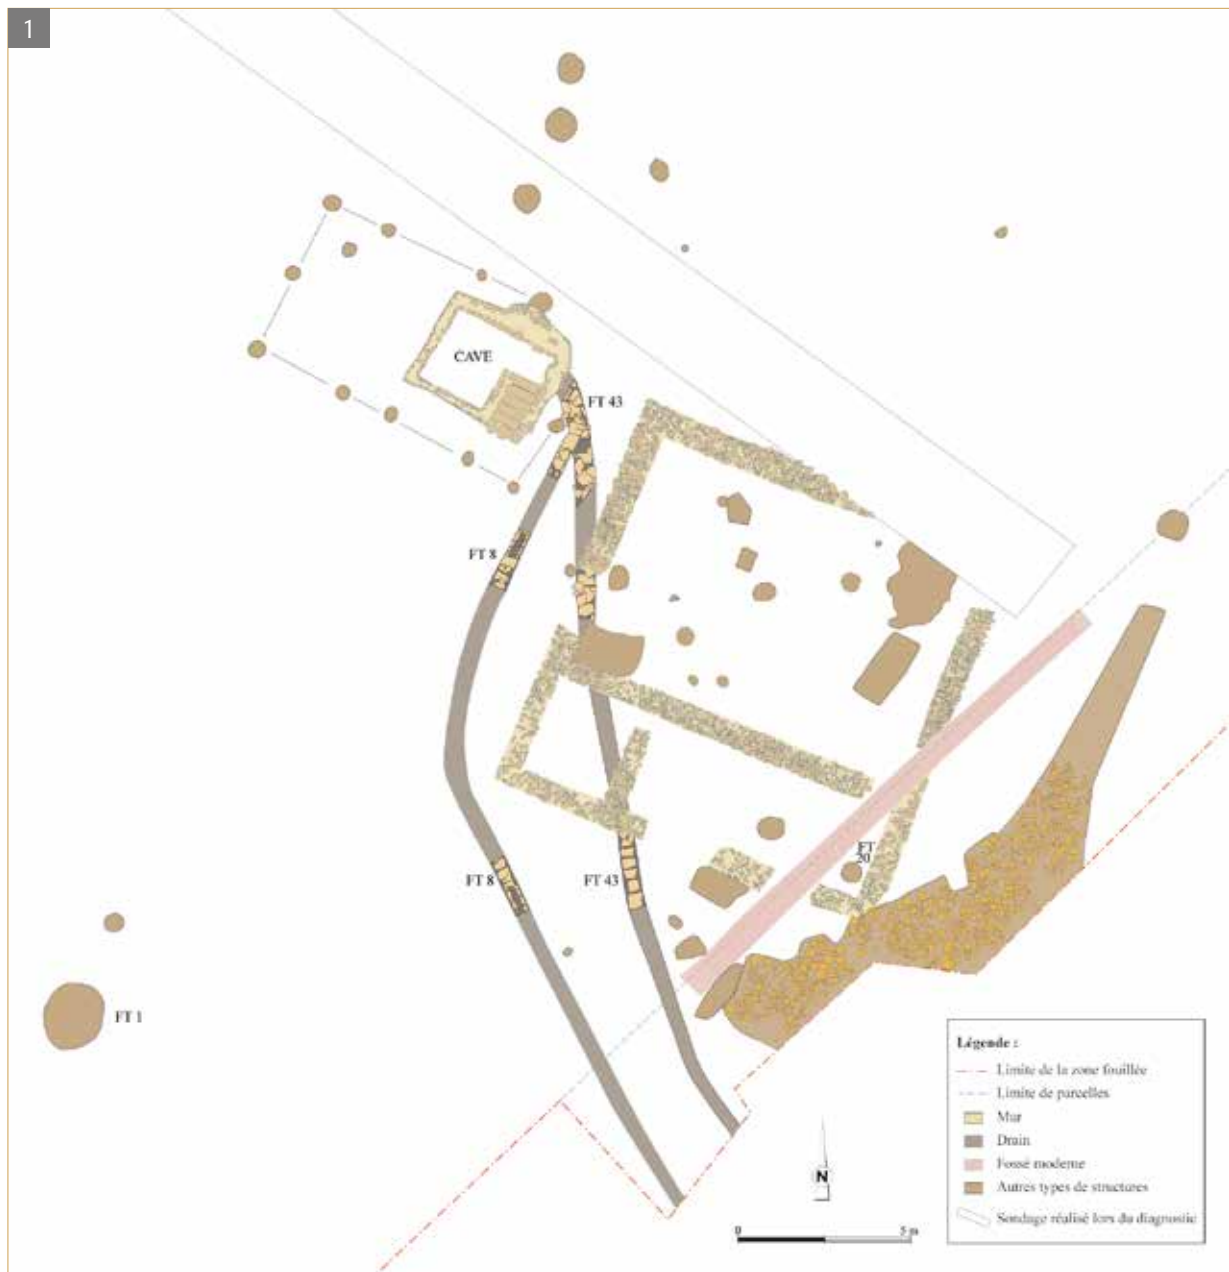 1
CAVE
FT 43
FT 8
FT 8
FT 43
FT
20
FT 1
Légende :
Limite de la zone fouillée
Limite de parcelles
Mur
Drain
Fossé moderne
Autres types de structures
Sondage réalisé lors du diagnostic
N
0 5 m